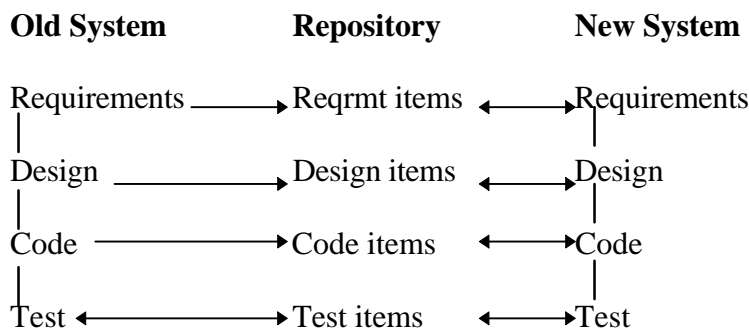 Old System Repository New System
Requirements Reqrmt items Requirements
Design Design items Design
Code Code items Code
Test Test items Test